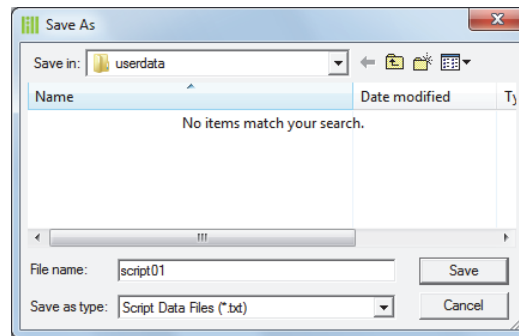 Save As
Save in: userdata
Name Date modified Ty
No items match your search.
File name: script01 Save
Save as type: Script Data Files (*.txt) Cancel